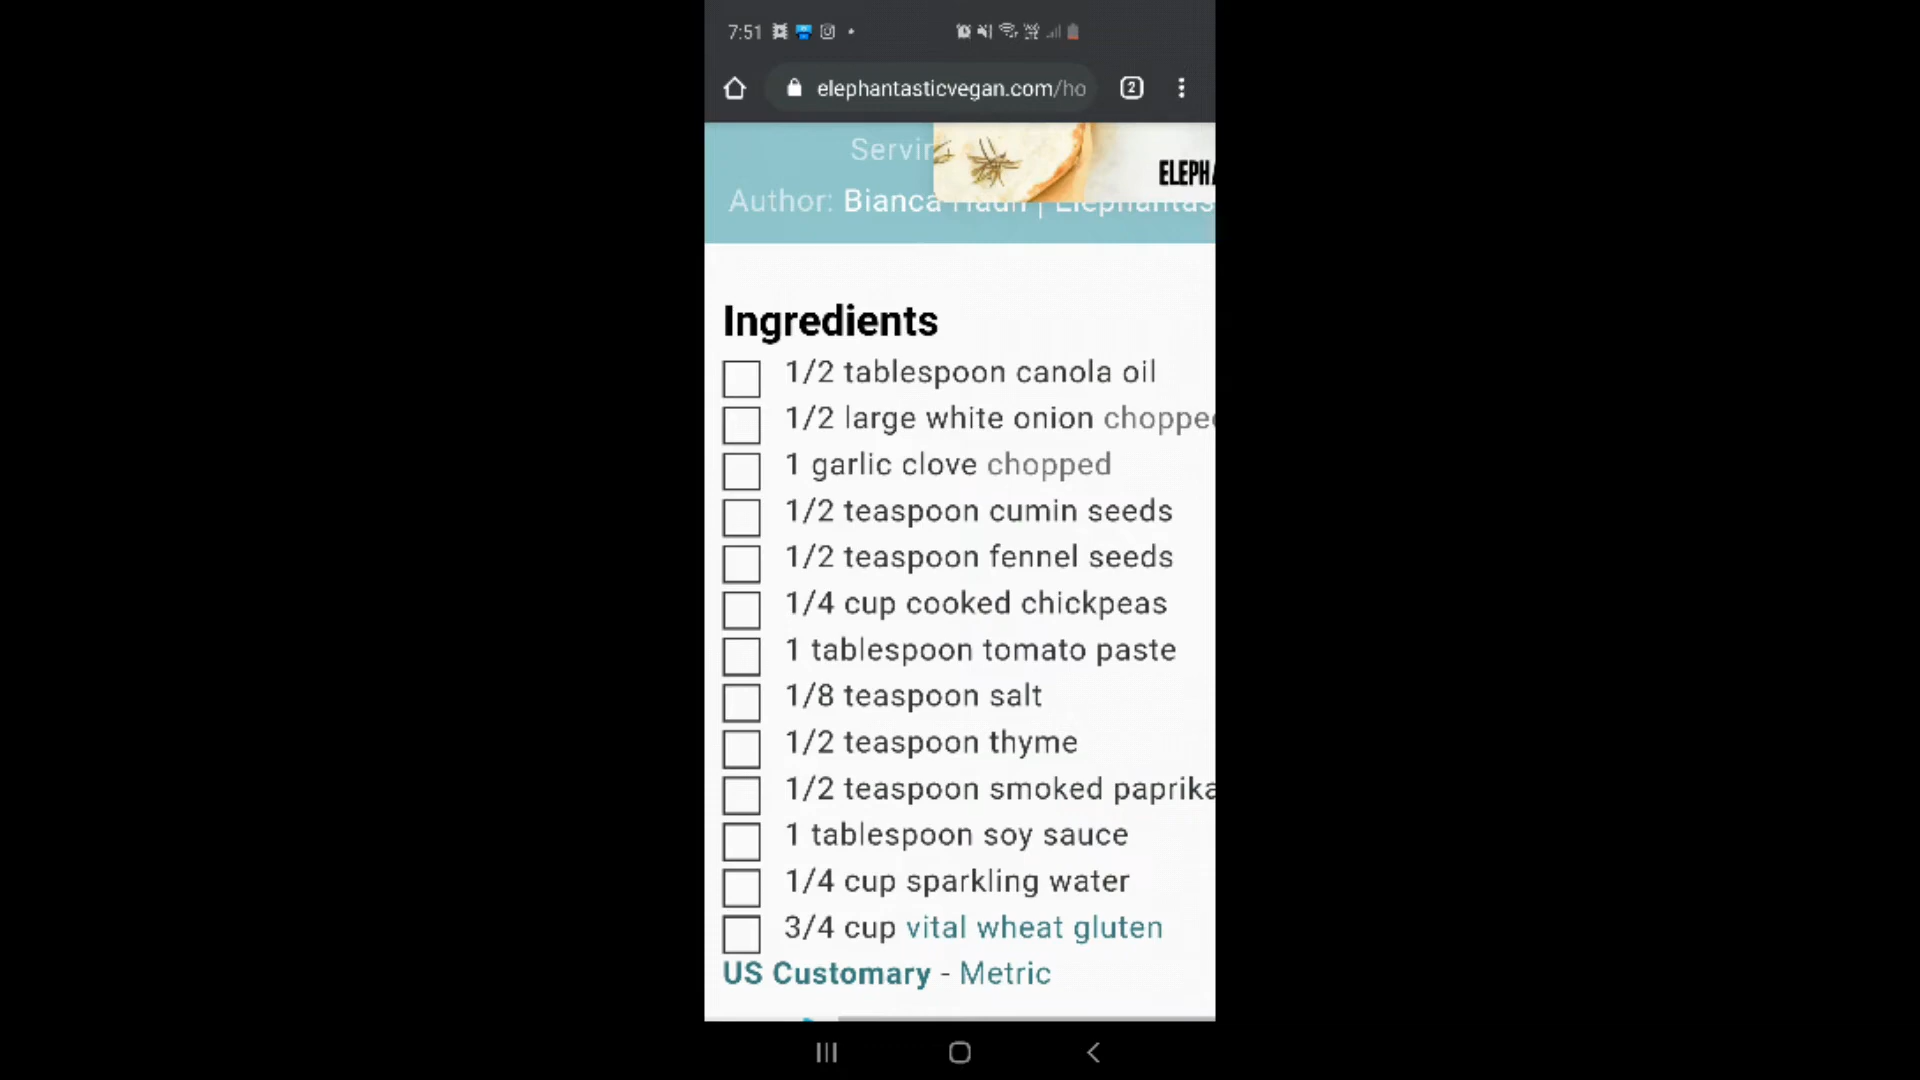 7:51
elephantasticvegan.com/ho
2
ELEPH
Author: Bianca
Ingredients
1/2 tablespoon canola oil
1/2 large white onion chopped
1 garlic clove chopped
1/2 teaspoon cumin seeds
1/2 teaspoon fennel seeds
1/4 cup cooked chickpeas
1 tablespoon tomato paste
1/8 teaspoon salt
1/2 teaspoon thyme
1/2 teaspoon smoked paprika
1 tablespoon soy sauce
1/4 cup sparkling water
3/4 cup vital wheat gluten
US Customary - Metric